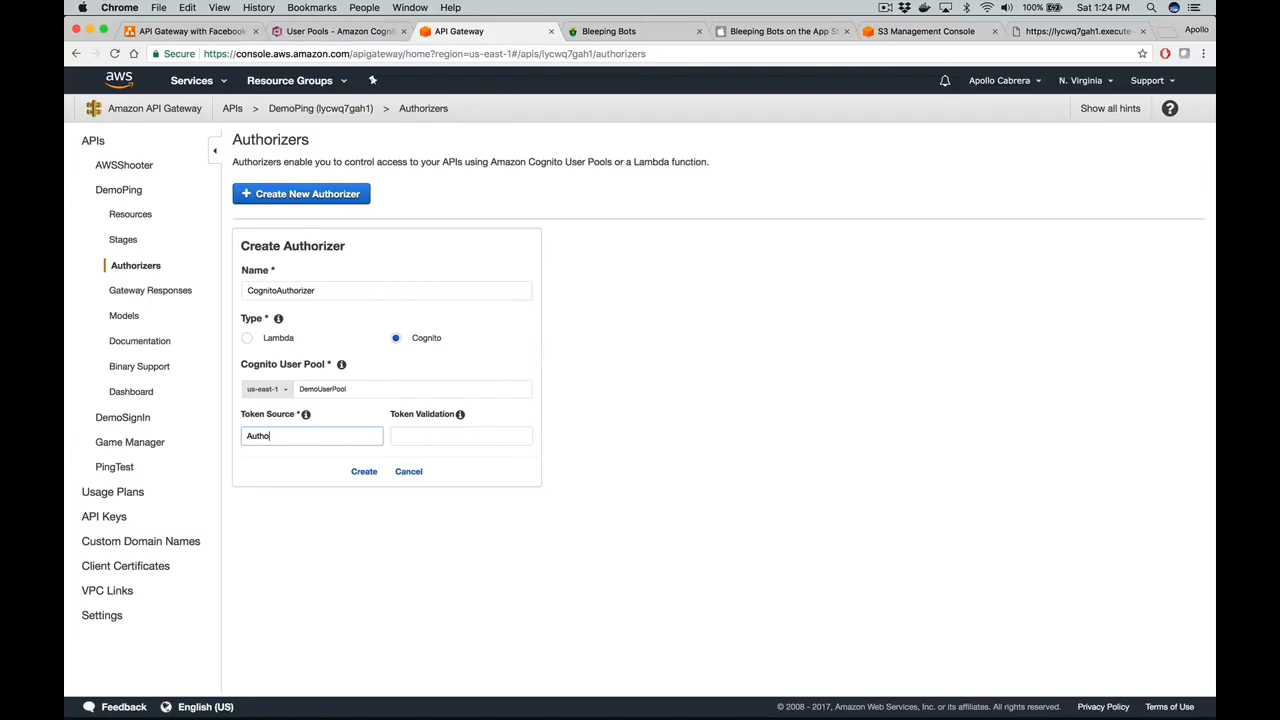 Chrome File Edit View History Bookmarks People Window Help 100% Sat 1:24 PM
API Gateway with Facebook × User Pools - Amazon Cogni × API Gateway × Bleeping Bots × Bleeping Bots on the App St × S3 Management Console × https://lycwq7gah1.execute- × Apollo
Secure https://console.aws.amazon.com/apigateway/home?region=us-east-1#/apis/lycwq7gah1/authorizers
aws Services Resource Groups Apollo Cabrera N. Virginia Support
Amazon API Gateway APIs > DemoPing (lycwq7gah1) > Authorizers Show all hints ?
APIs
AWSShooter
DemoPing
Resources
Stages
Authorizers
Gateway Responses
Models
Documentation
Binary Support
Dashboard
DemoSignIn
Game Manager
PingTest
Usage Plans
API Keys
Custom Domain Names
Client Certificates
VPC Links
Settings
Authorizers
Authorizers enable you to control access to your APIs using Amazon Cognito User Pools or a Lambda function.
+ Create New Authorizer
Create Authorizer
Name *
CognitoAuthorizer
Type *
Lambda Cognito
Cognito User Pool *
us-east-1 DemoUserPool
Token Source * Token Validation
Autho
Create Cancel
Feedback English (US) © 2008 - 2017, Amazon Web Services, Inc. or its affiliates. All rights reserved. Privacy Policy Terms of Use